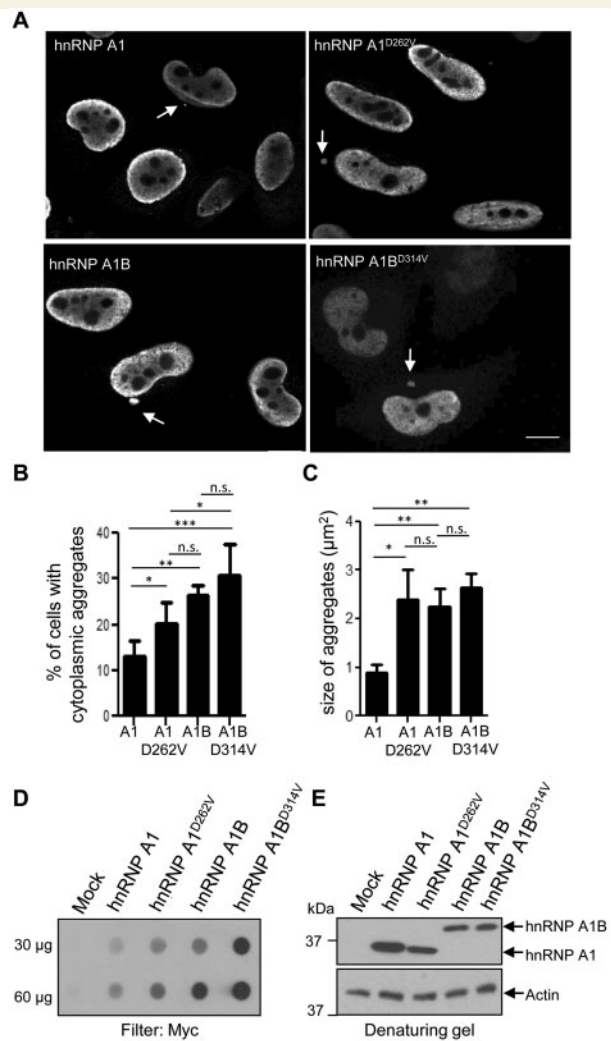 A
hnRNP A1
hnRNP A1D262V
hnRNP A1B
hnRNP A1BD314V
B
% of cells with
cytoplasmic aggregates
40
30
20
10
0
n.s.
*
***
n.s.
**
*
A1 A1 A1B A1B
D262V D314V
C
size of aggregates (µm²)
4
3
2
1
0
**
**
n.s.
*
n.s.
A1 A1 A1B A1B
D262V D314V
D
Mock
hnRNP A1
hnRNP A1D262V
hnRNP A1B
hnRNP A1BD314V
30 µg
60 µg
Filter: Myc
E
Mock
hnRNP A1
hnRNP A1D262V
hnRNP A1B
hnRNP A1BD314V
kDa
37
hnRNP A1B
hnRNP A1
Actin
37
Denaturing gel